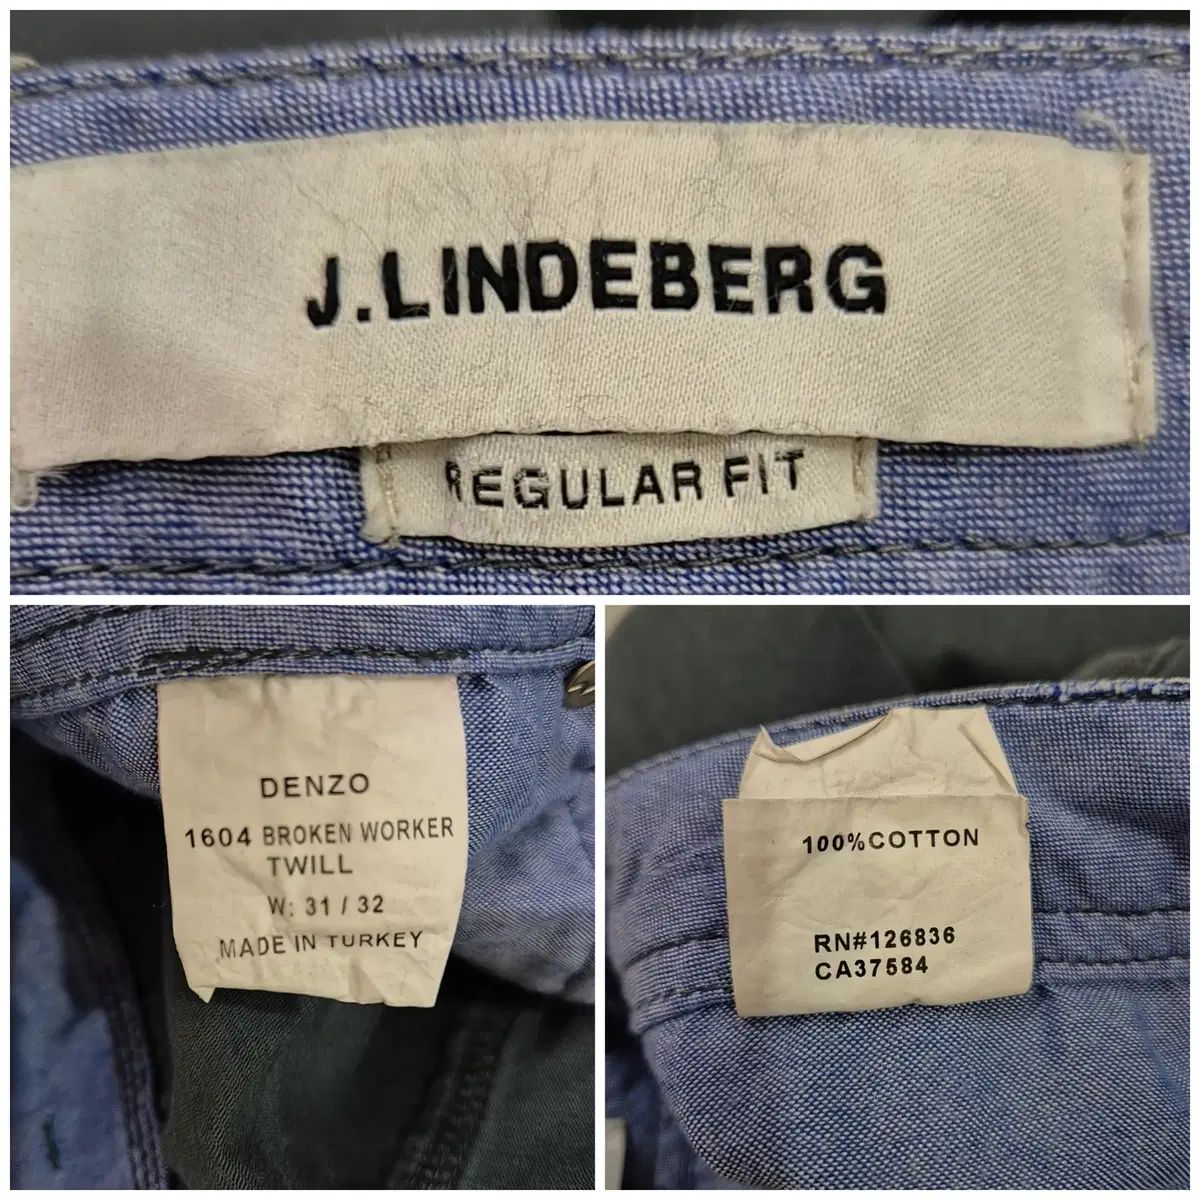 J.LINDEBERG
REGULAR FIT
DENZO
1604 BROKEN WORKER
TWILL
W: 31 / 32
MADE IN TURKEY
100%COTTON
RN#126836
CA37584